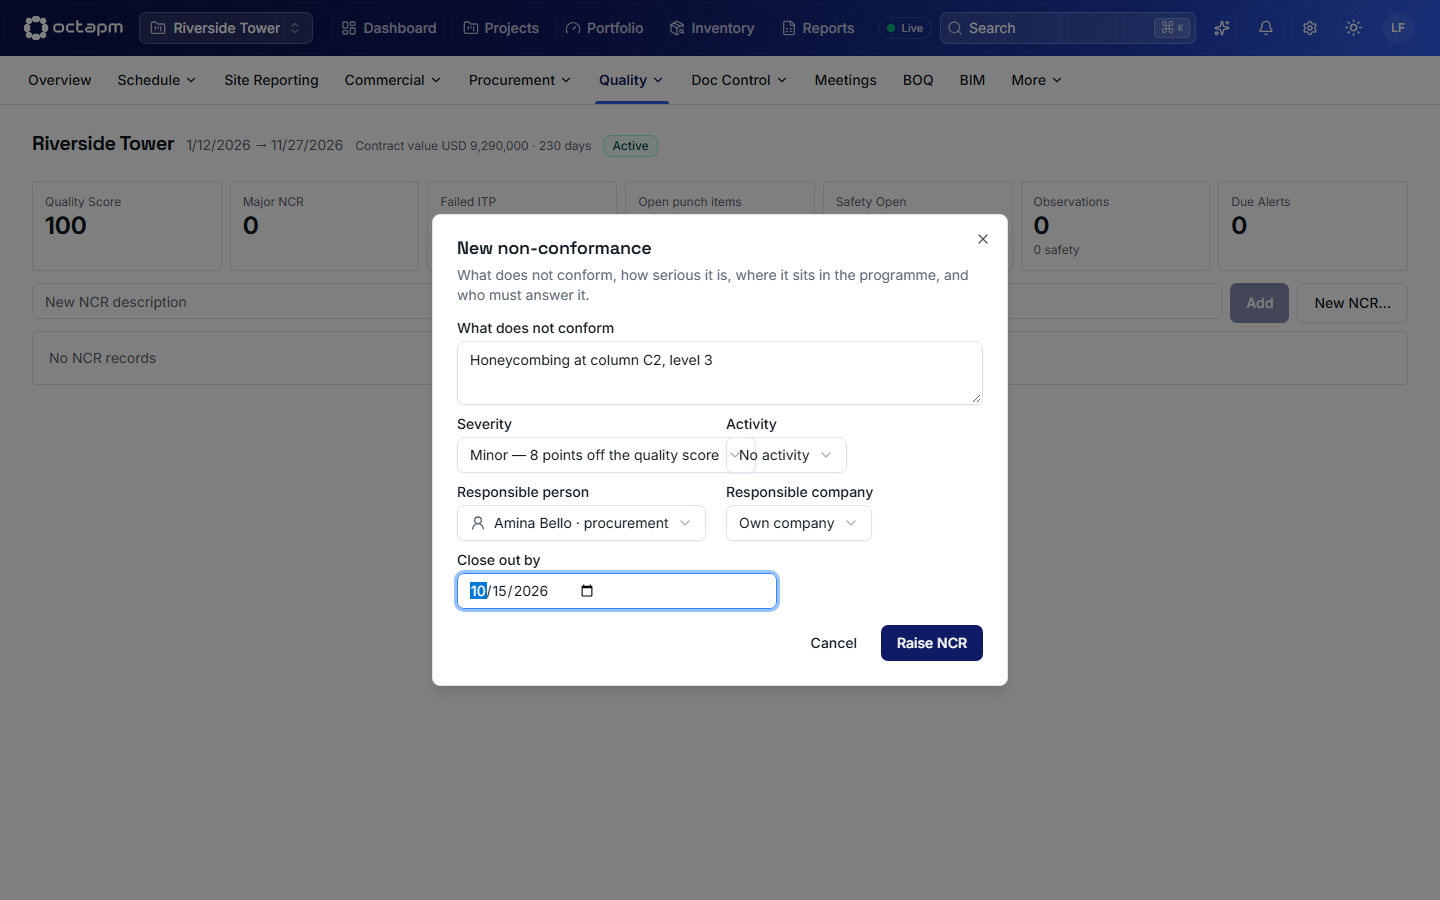 octapm
Riverside Tower
Dashboard
Projects
Portfolio
Inventory
Reports
Live
Search
⌘ K
LF
Overview
Schedule
Site Reporting
Commercial
Procurement
Quality
Doc Control
Meetings
BOQ
BIM
More
Riverside Tower
1/12/2026 → 11/27/2026
Contract value USD 9,290,000 · 230 days
Active
Quality Score
100
Major NCR
0
Failed ITP
Open punch items
Safety Open
Observations
0
0 safety
Due Alerts
0
New NCR description
Add
New NCR...
No NCR records
New non-conformance
What does not conform, how serious it is, where it sits in the programme, and
who must answer it.
What does not conform
Honeycombing at column C2, level 3
Severity
Activity
Minor — 8 points off the quality score
No activity
Responsible person
Responsible company
Amina Bello · procurement
Own company
Close out by
10/15/2026
Cancel
Raise NCR